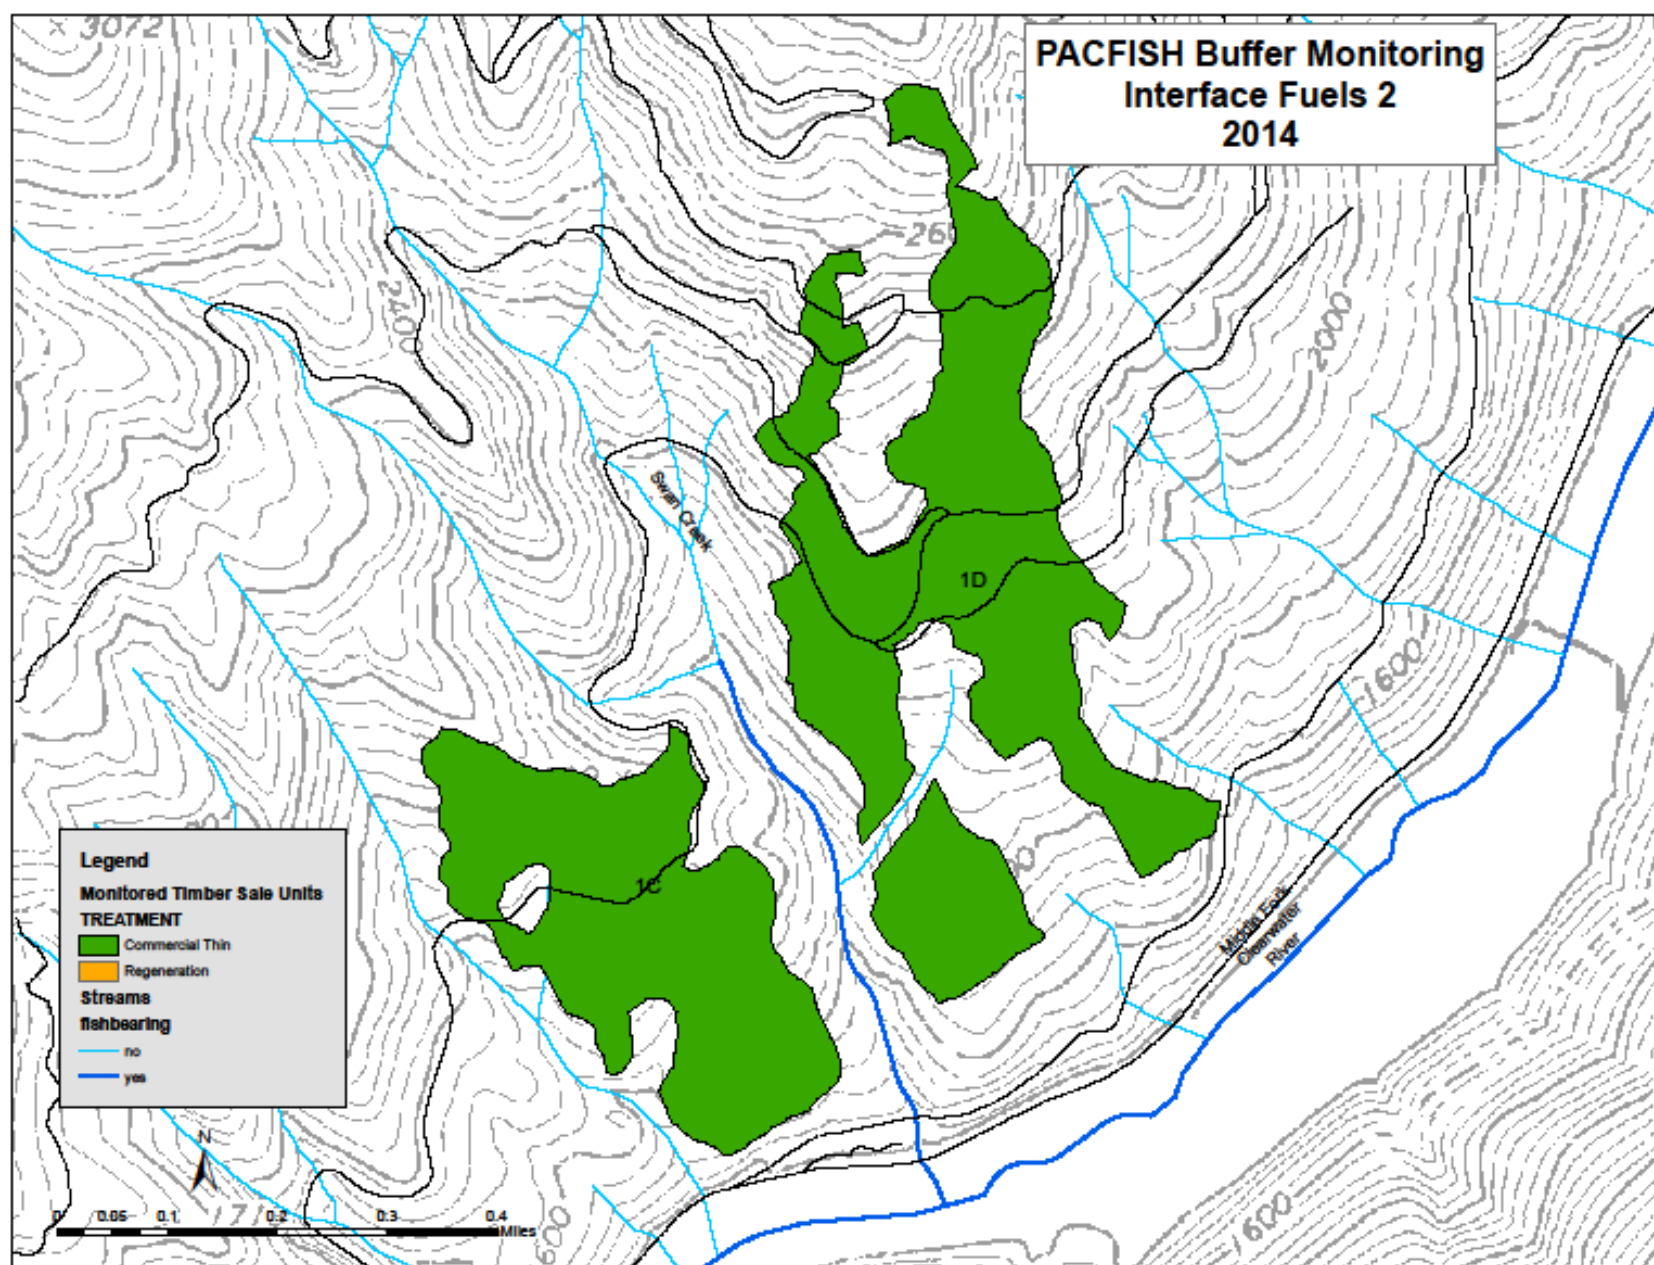 3072
PACFISH Buffer Monitoring
Interface Fuels 2
2014
2400
2000
Swan Creek
1D
1600
1C
Legend
Monitored Timber Sale Units
TREATMENT
Commercial Thin
Regeneration
Streams
fishbearing
no
yes
Middle Fork
Clearwater
River
N
0 0.05 0.1 0.2 0.3 0.4
Miles
1600